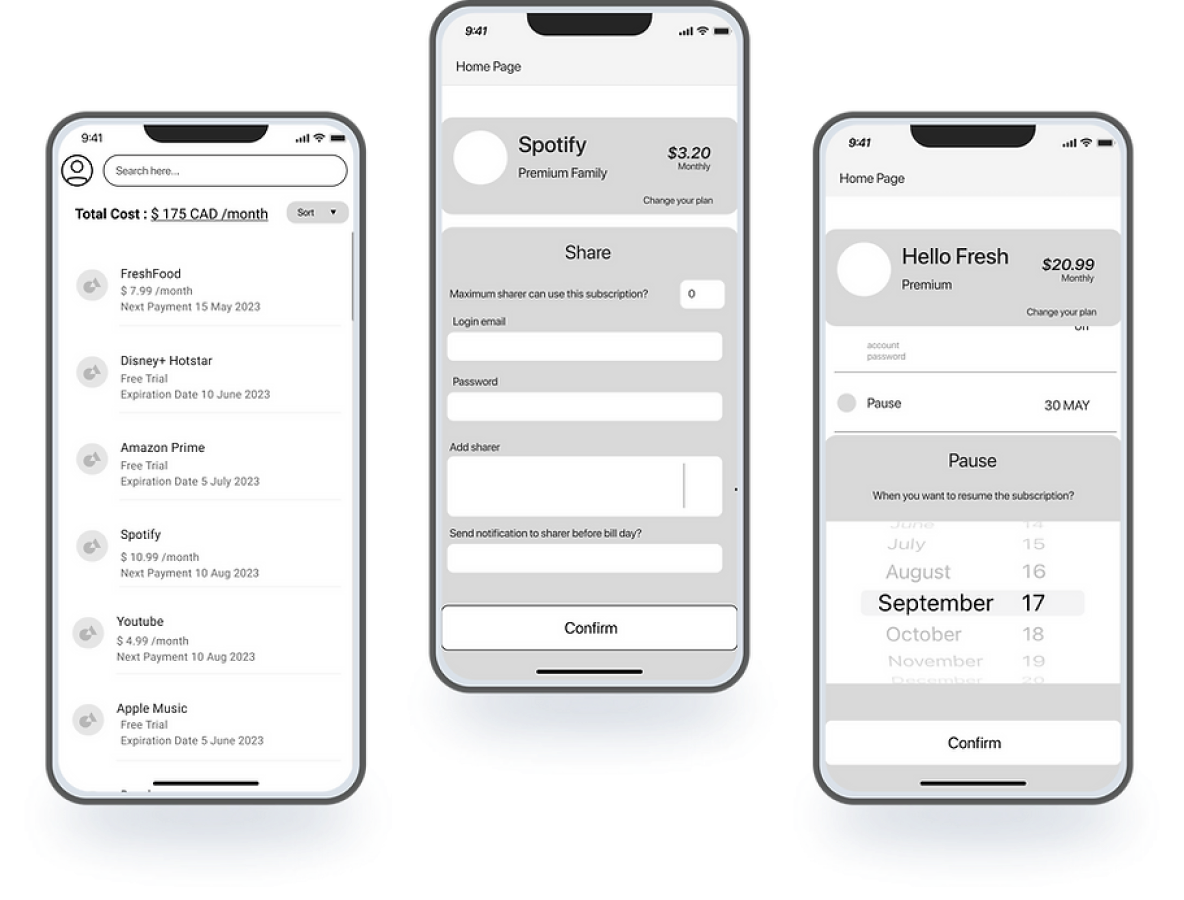 9:41
Search here...
Total Cost : $ 175 CAD /month
Sort
FreshFood
$ 7.99 /month
Next Payment 15 May 2023
Disney+ Hotstar
Free Trial
Expiration Date 10 June 2023
Amazon Prime
Free Trial
Expiration Date 5 July 2023
Spotify
$ 10.99 /month
Next Payment 10 Aug 2023
Youtube
$ 4.99 /month
Next Payment 10 Aug 2023
Apple Music
Free Trial
Expiration Date 5 June 2023
9:41
Home Page
Spotify
$3.20
Monthly
Premium Family
Change your plan
Share
Maximum sharer can use this subscription? 0
Login email
Password
Add sharer
Send notification to sharer before bill day?
Confirm
9:41
Home Page
Hello Fresh
$20.99
Monthly
Premium
Change your plan
account
password
Pause 30 MAY
Pause
When you want to resume the subscription?
June 14
July 15
August 16
September 17
October 18
November 19
December 20
Confirm